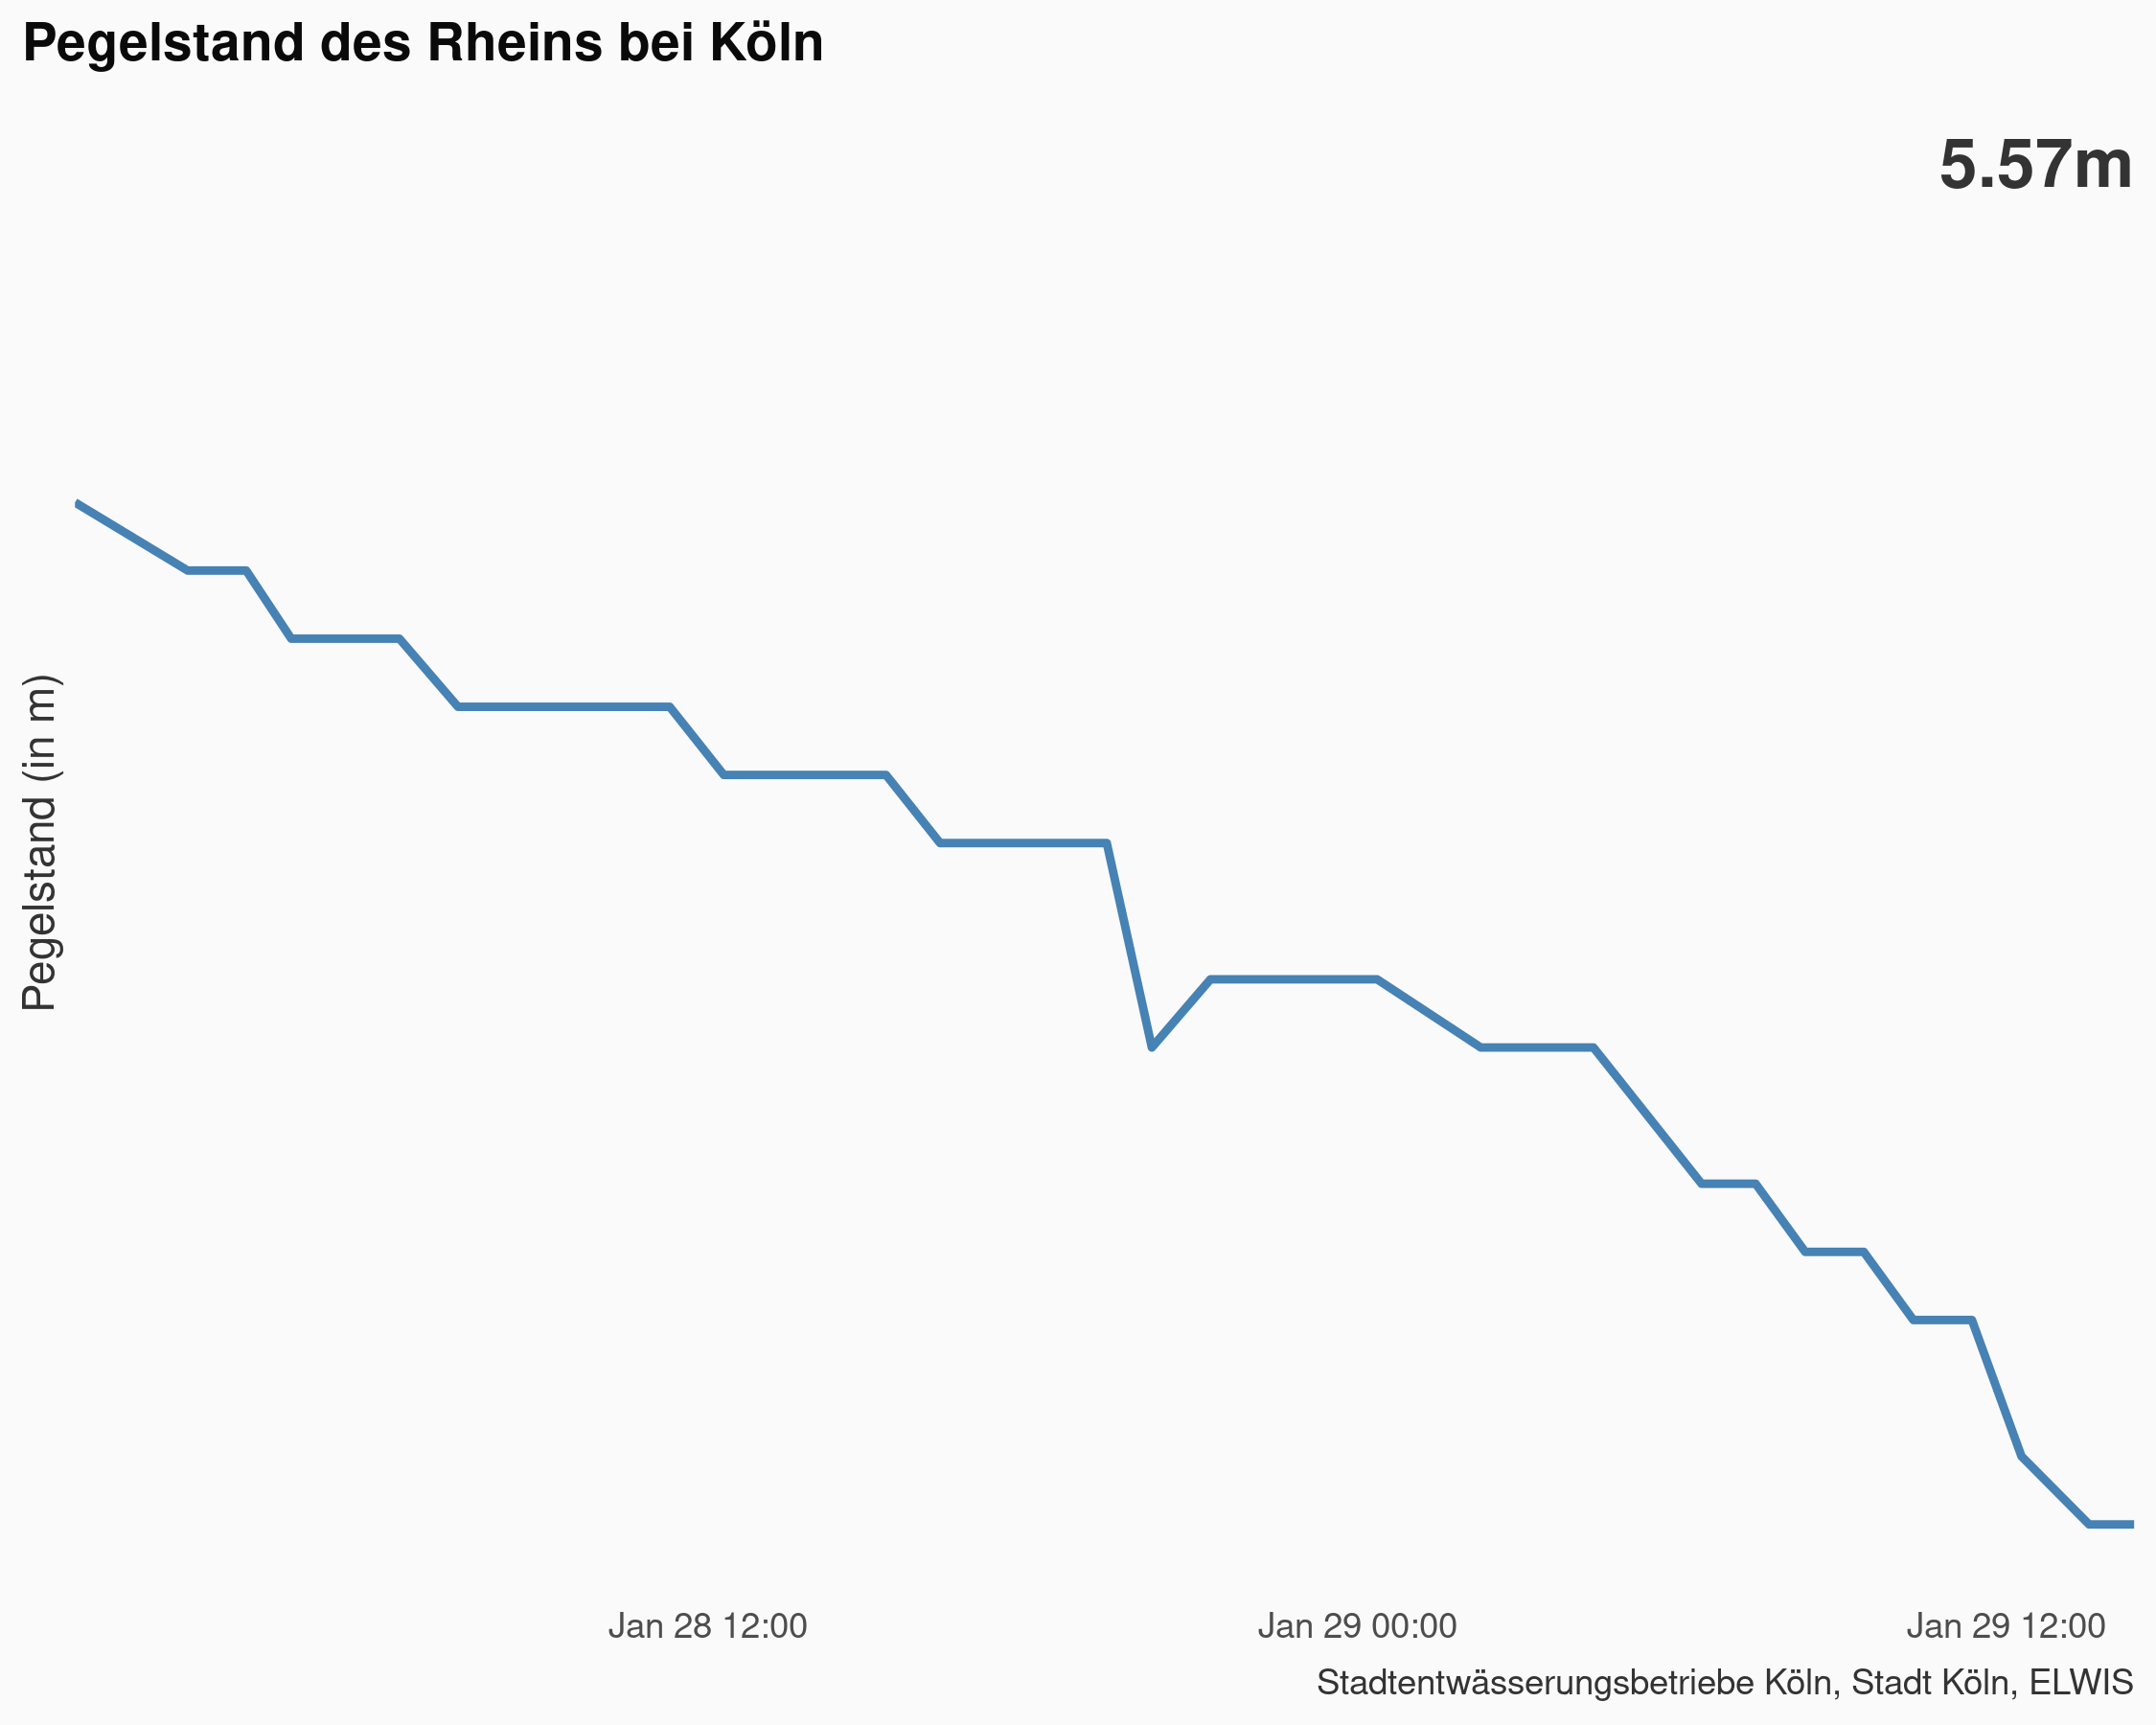 Pegelstand des Rheins bei Köln
5.57m
Pegelstand (in m)
Jan 28 12:00
Jan 29 00:00
Jan 29 12:00
Stadtentwässerungsbetriebe Köln, Stadt Köln, ELWIS